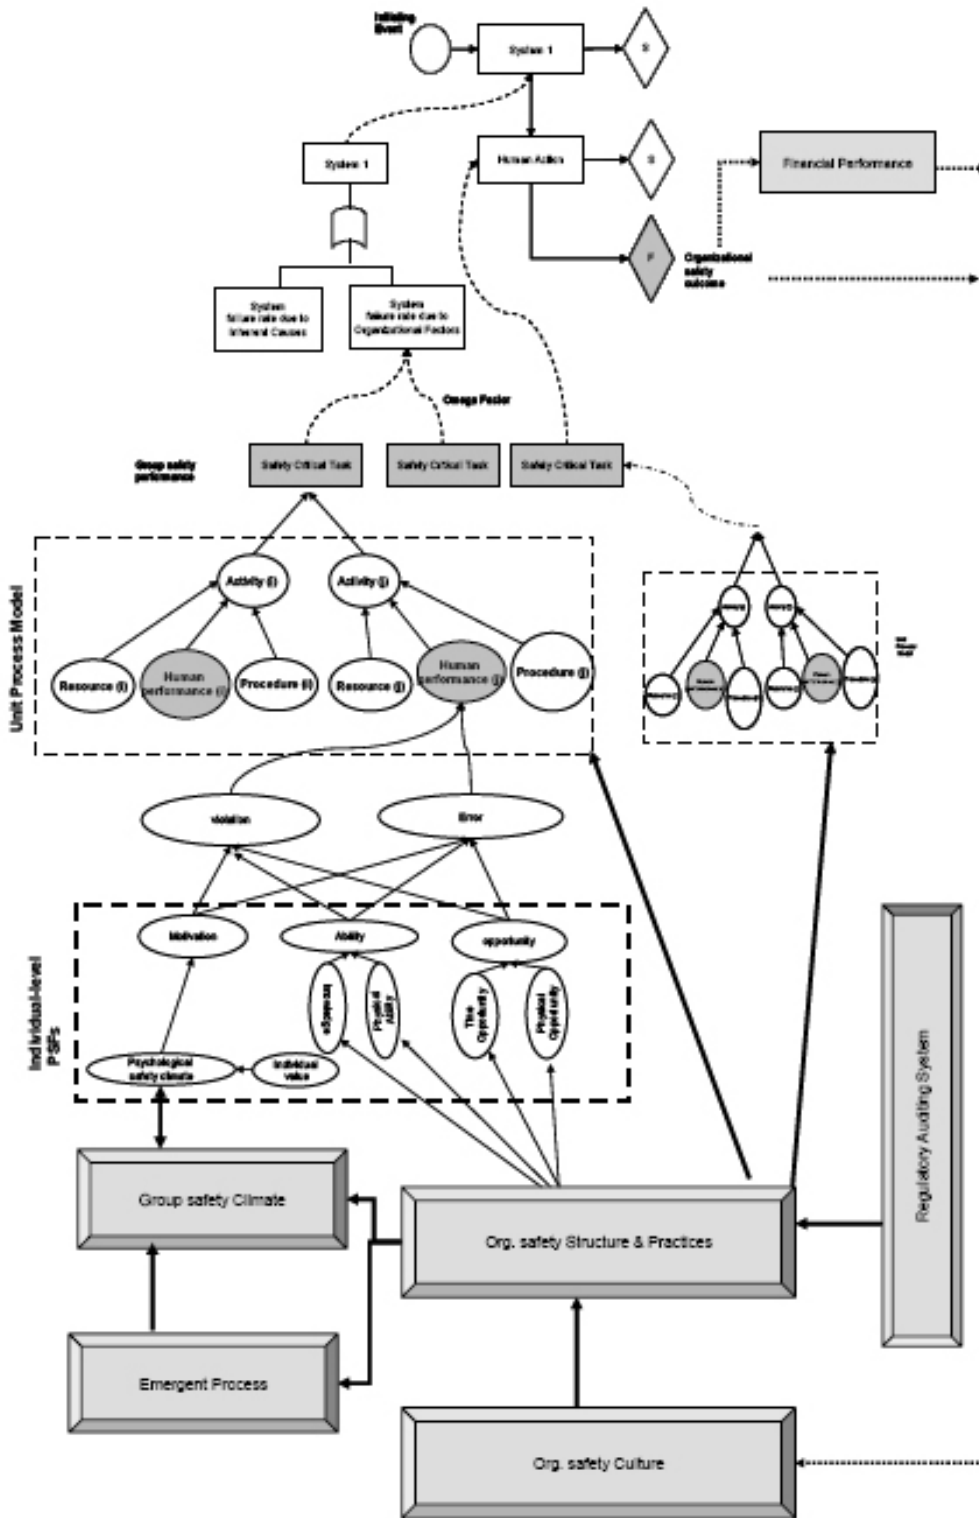 Initiating
Event
System 1
S
System 1
Human Action
S
Financial Performance
F
Organizational
safety
outcome
System
failure rate due to
Inherent Causes
System
failure rate due to
Organizational Factors
Omega Factor
Group safety
performance
Safety Critical Task
Safety Critical Task
Safety Critical Task
Unit Process Model
Activity (i)
Activity (j)
Resource (i)
Human
performance (i)
Procedure (i)
Resource (j)
Human
performance (j)
Procedure (j)
violation
Error
Individual-level
PSFs
Motivation
Ability
opportunity
knowledge
Physical
Ability
Time
Opportunity
Physical
Opportunity
Psychological
safety climate
Individual
value
Group safety Climate
Org. safety Structure & Practices
Regulatory Auditing System
Emergent Process
Org. safety Culture